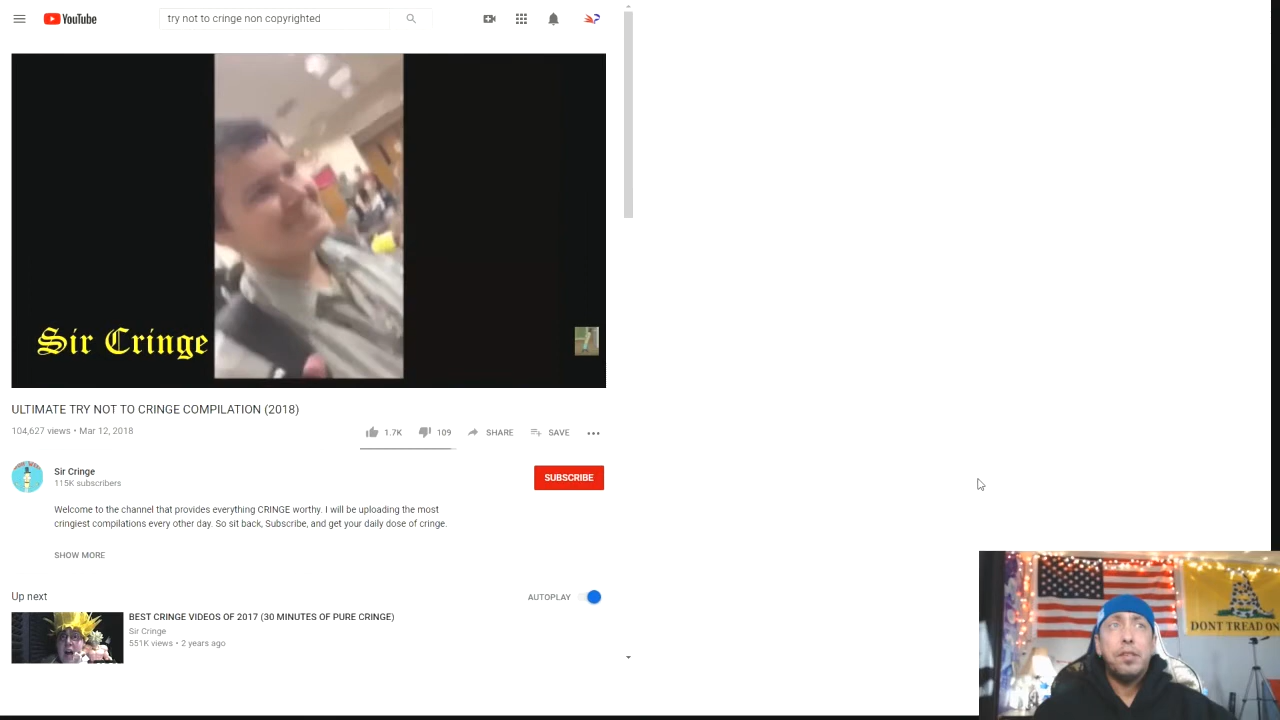 YouTube
try not to cringe non copyrighted
Sir Cringe
ULTIMATE TRY NOT TO CRINGE COMPILATION (2018)
104,627 views • Mar 12, 2018
1.7K 109 SHARE SAVE
Sir Cringe
115K subscribers
SUBSCRIBE
Welcome to the channel that provides everything CRINGE worthy. I will be uploading the most
cringiest compilations every other day. So sit back, Subscribe, and get your daily dose of cringe.
SHOW MORE
Up next
AUTOPLAY
BEST CRINGE VIDEOS OF 2017 (30 MINUTES OF PURE CRINGE)
Sir Cringe
551K views • 2 years ago
DONT TREAD ON